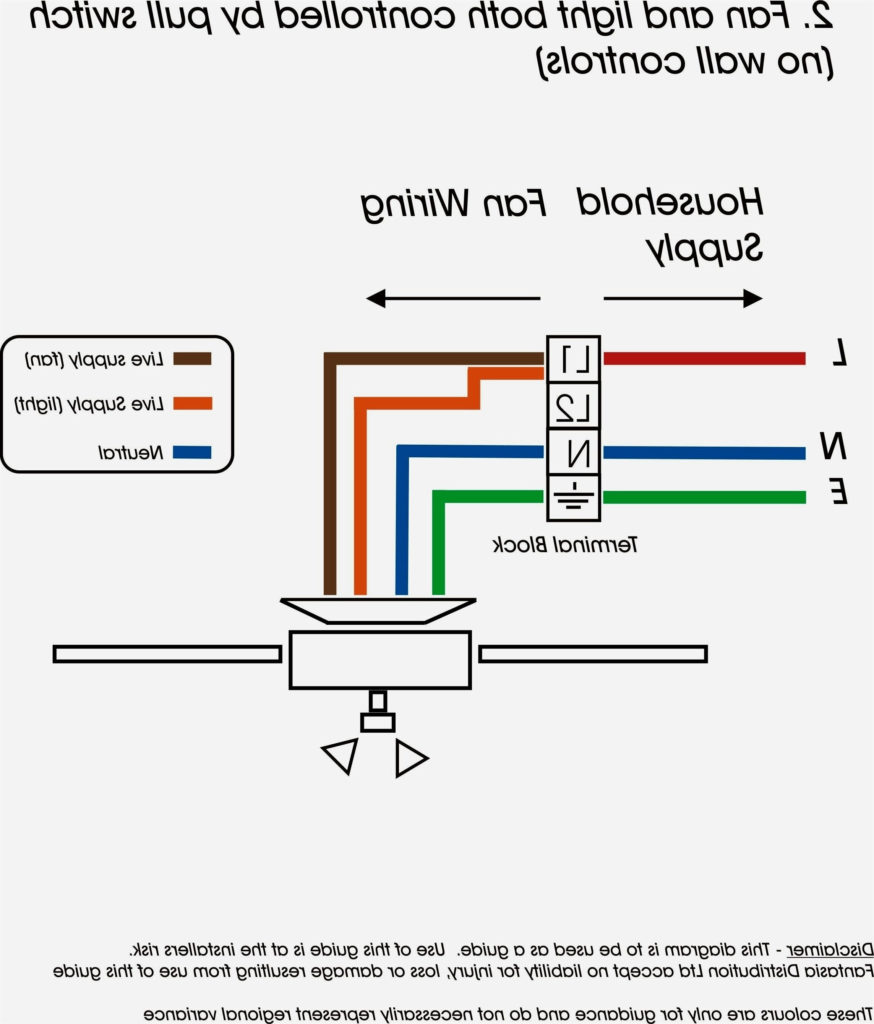 2. Fan and light both controlled by pull switch
(no wall controls)
Household Fan Wiring
Supply
L1
L
L2
N
N
E
Live supply (fan)
Live Supply (light)
Neutral
Terminal Block
Disclaimer - This diagram is to be used as a guide. Use of this guide is at the installers risk.
Fantasia Distribution Ltd accept no liability for injury, loss or damage resulting from use of this guide
These colours are only for guidance and do not necessarily represent regional variance